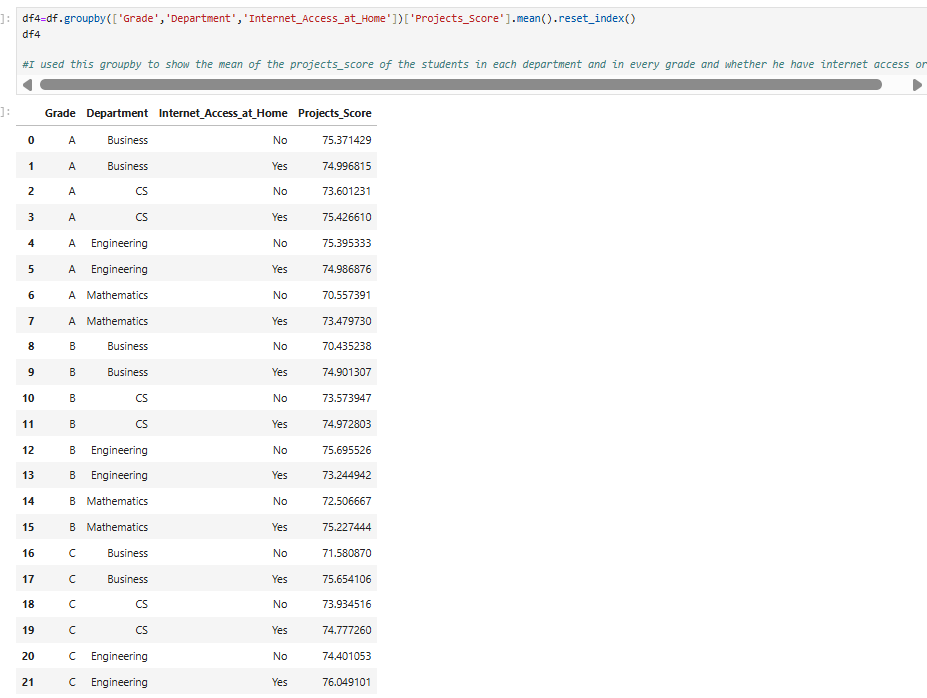 ]: df4=df.groupby(['Grade','Department','Internet_Access_at_Home'])['Projects_Score'].mean().reset_index()
df4
#I used this groupby to show the mean of the projects_score of the students in each department and in every grade and whether he have internet access or
]:
Grade Department Internet_Access_at_Home Projects_Score
0 A Business No 75.371429
1 A Business Yes 74.996815
2 A CS No 73.601231
3 A CS Yes 75.426610
4 A Engineering No 75.395333
5 A Engineering Yes 74.986876
6 A Mathematics No 70.557391
7 A Mathematics Yes 73.479730
8 B Business No 70.435238
9 B Business Yes 74.901307
10 B CS No 73.573947
11 B CS Yes 74.972803
12 B Engineering No 75.695526
13 B Engineering Yes 73.244942
14 B Mathematics No 72.506667
15 B Mathematics Yes 75.227444
16 C Business No 71.580870
17 C Business Yes 75.654106
18 C CS No 73.934516
19 C CS Yes 74.777260
20 C Engineering No 74.401053
21 C Engineering Yes 76.049101